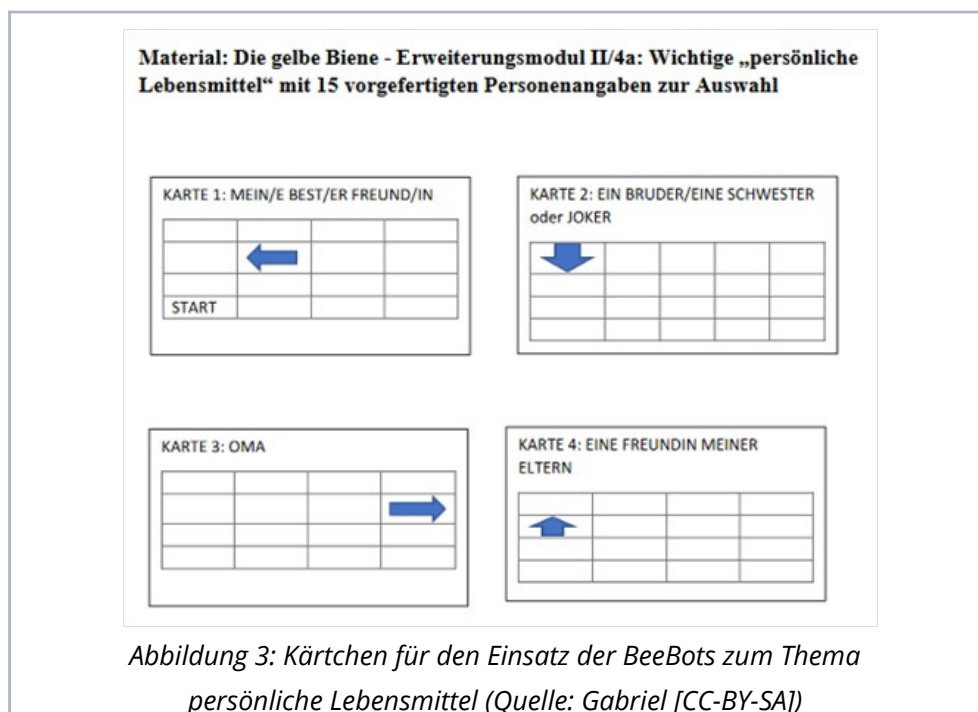 Material: Die gelbe Biene - Erweiterungsmodul II/4a: Wichtige „persönliche
Lebensmittel“ mit 15 vorgefertigten Personenangaben zur Auswahl
KARTE 1: MEIN/E BEST/ER FREUND/IN
START
KARTE 2: EIN BRUDER/EINE SCHWESTER
oder JOKER
KARTE 3: OMA
KARTE 4: EINE FREUNDIN MEINER
ELTERN
Abbildung 3: Kärtchen für den Einsatz der BeeBots zum Thema
persönliche Lebensmittel (Quelle: Gabriel [CC-BY-SA])